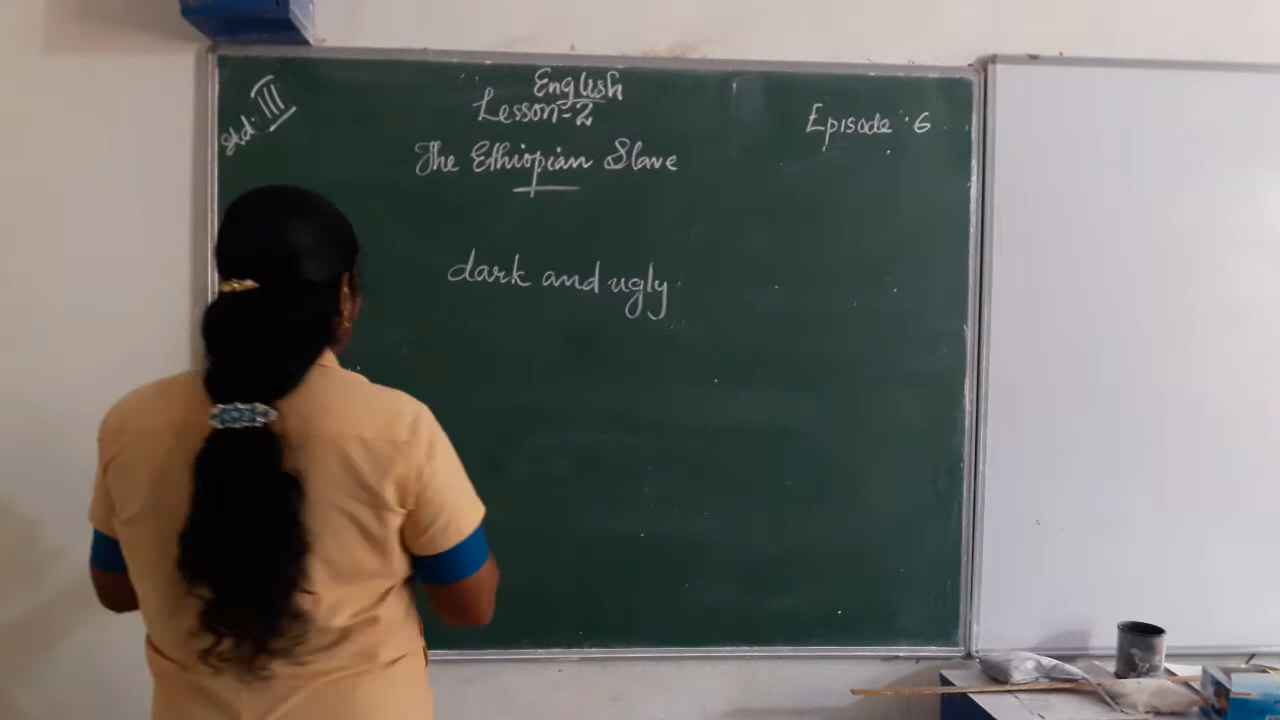 Std: III
English
Lesson-2
Episode : 6
The Ethiopian Slave
dark and ugly